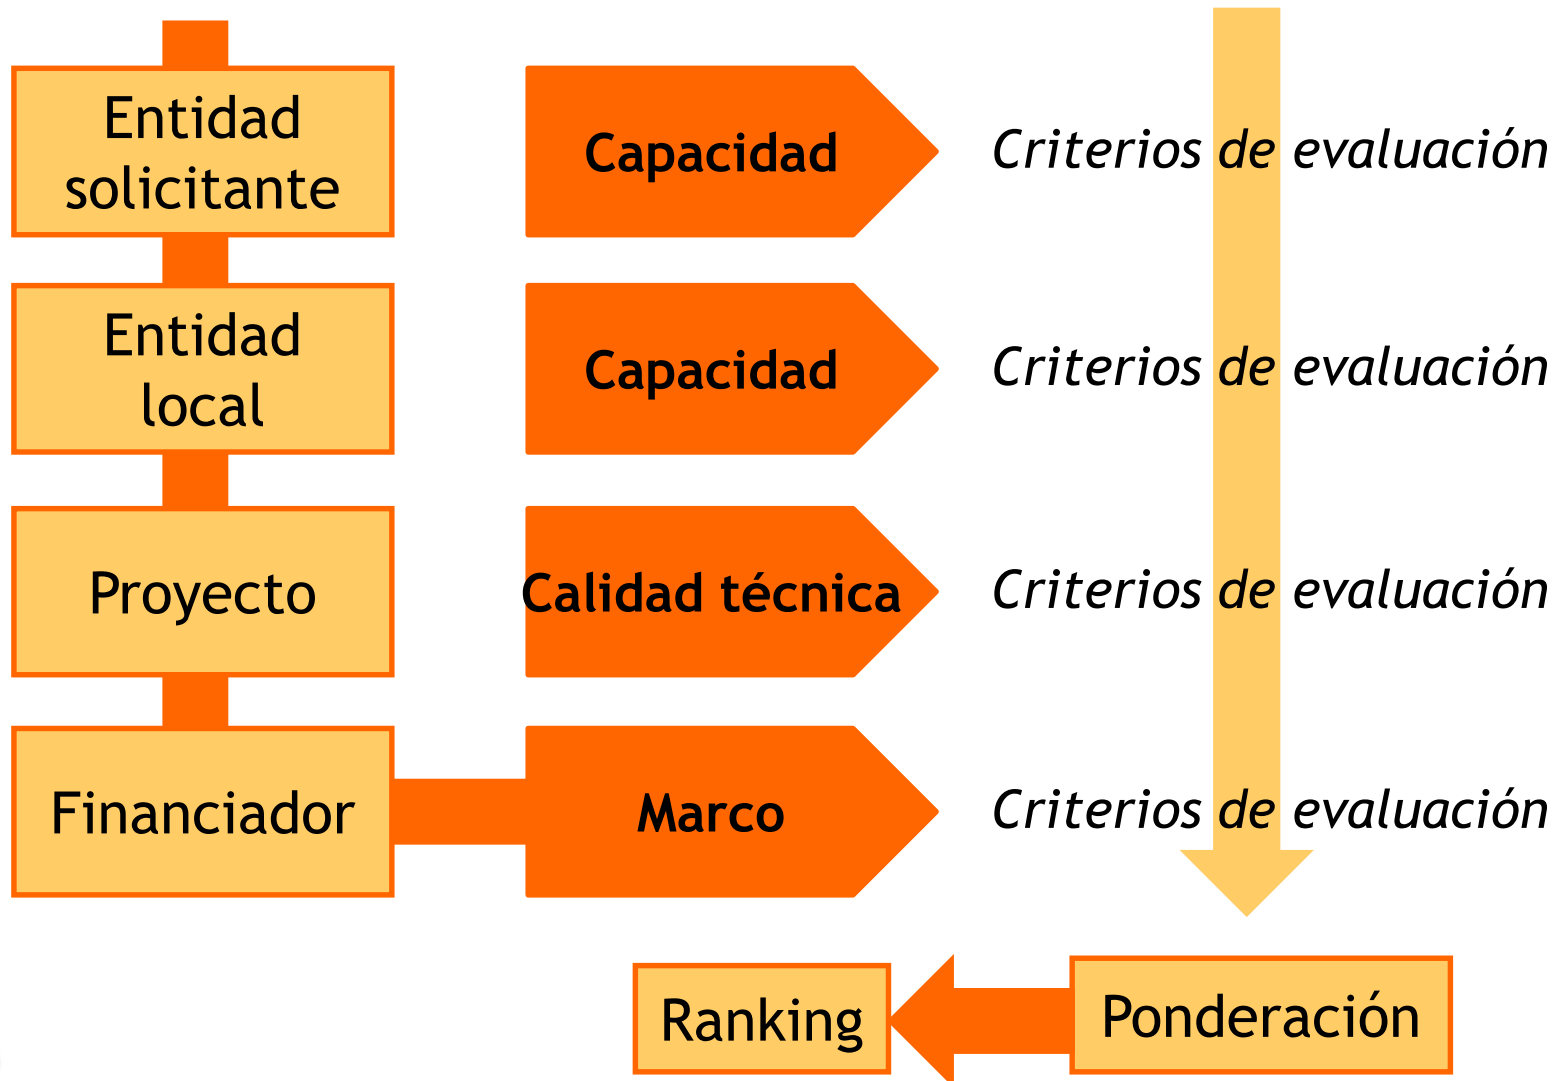 Entidad
solicitante
Capacidad
Criterios de evaluación
Entidad
local
Capacidad
Criterios de evaluación
Proyecto
Calidad técnica
Criterios de evaluación
Financiador
Marco
Criterios de evaluación
Ranking
Ponderación